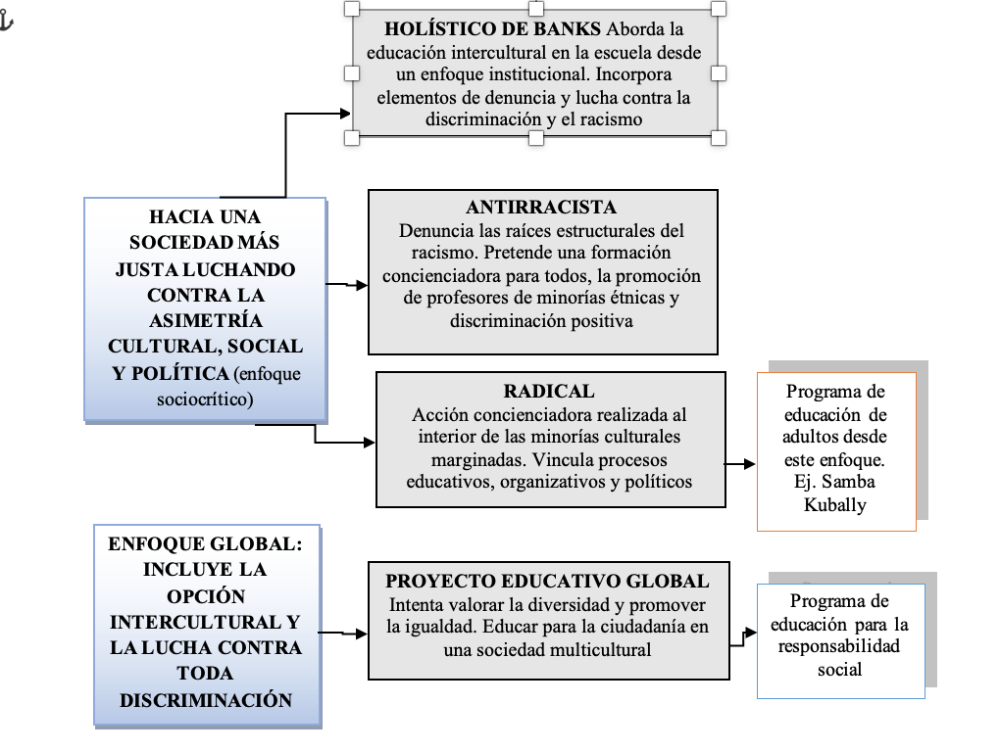 HOLÍSTICO DE BANKS Aborda la
educación intercultural en la escuela desde
un enfoque institucional. Incorpora
elementos de denuncia y lucha contra la
discriminación y el racismo
HACIA UNA
SOCIEDAD MÁS
JUSTA LUCHANDO
CONTRA LA
ASIMETRÍA
CULTURAL, SOCIAL
Y POLÍTICA (enfoque
sociocrítico)
ANTIRRACISTA
Denuncia las raíces estructurales del
racismo. Pretende una formación
concienciadora para todos, la promoción
de profesores de minorías étnicas y
discriminación positiva
RADICAL
Acción concienciadora realizada al
interior de las minorías culturales
marginadas. Vincula procesos
educativos, organizativos y políticos
Programa de
educación de
adultos desde
este enfoque.
Ej. Samba
Kubally
ENFOQUE GLOBAL:
INCLUYE LA
OPCIÓN
INTERCULTURAL Y
LA LUCHA CONTRA
TODA
DISCRIMINACIÓN
PROYECTO EDUCATIVO GLOBAL
Intenta valorar la diversidad y promover
la igualdad. Educar para la ciudadanía en
una sociedad multicultural
Programa de
educación para la
responsabilidad
social